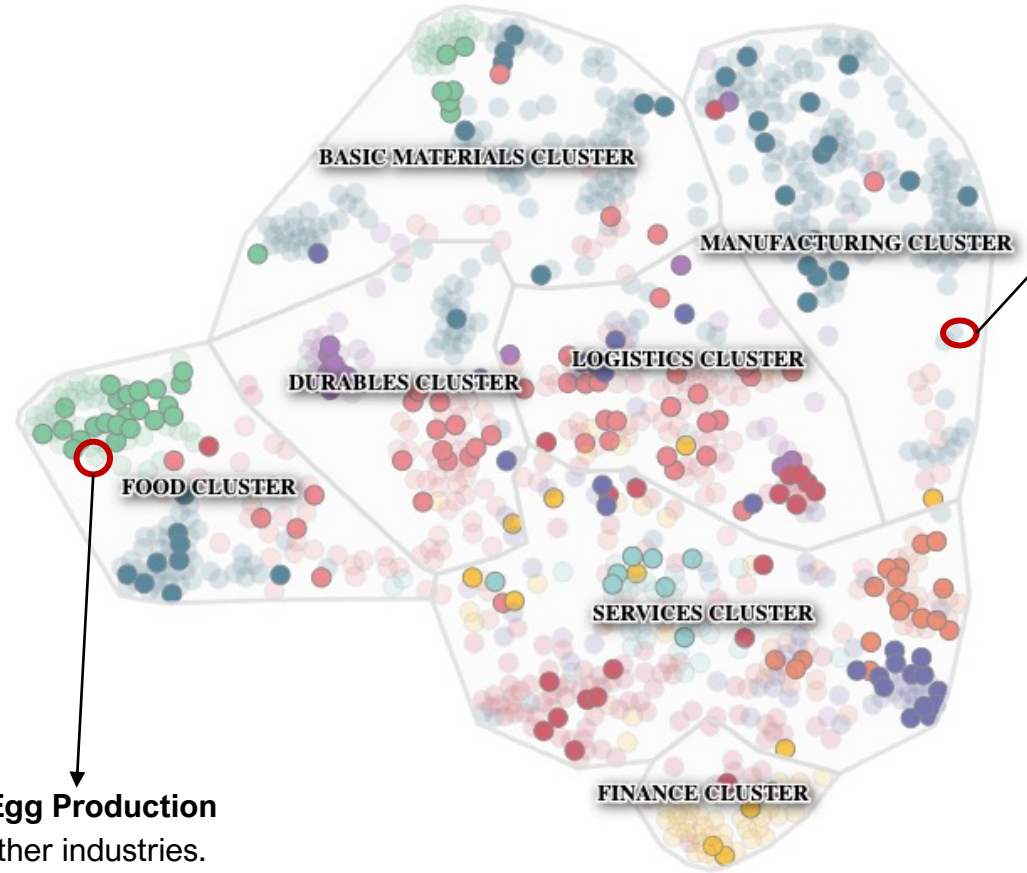 BASIC MATERIALS CLUSTER
MANUFACTURING CLUSTER
LOGISTICS CLUSTER
DURABLES CLUSTER
FOOD CLUSTER
SERVICES CLUSTER
FINANCE CLUSTER
Egg Production
ther industries.